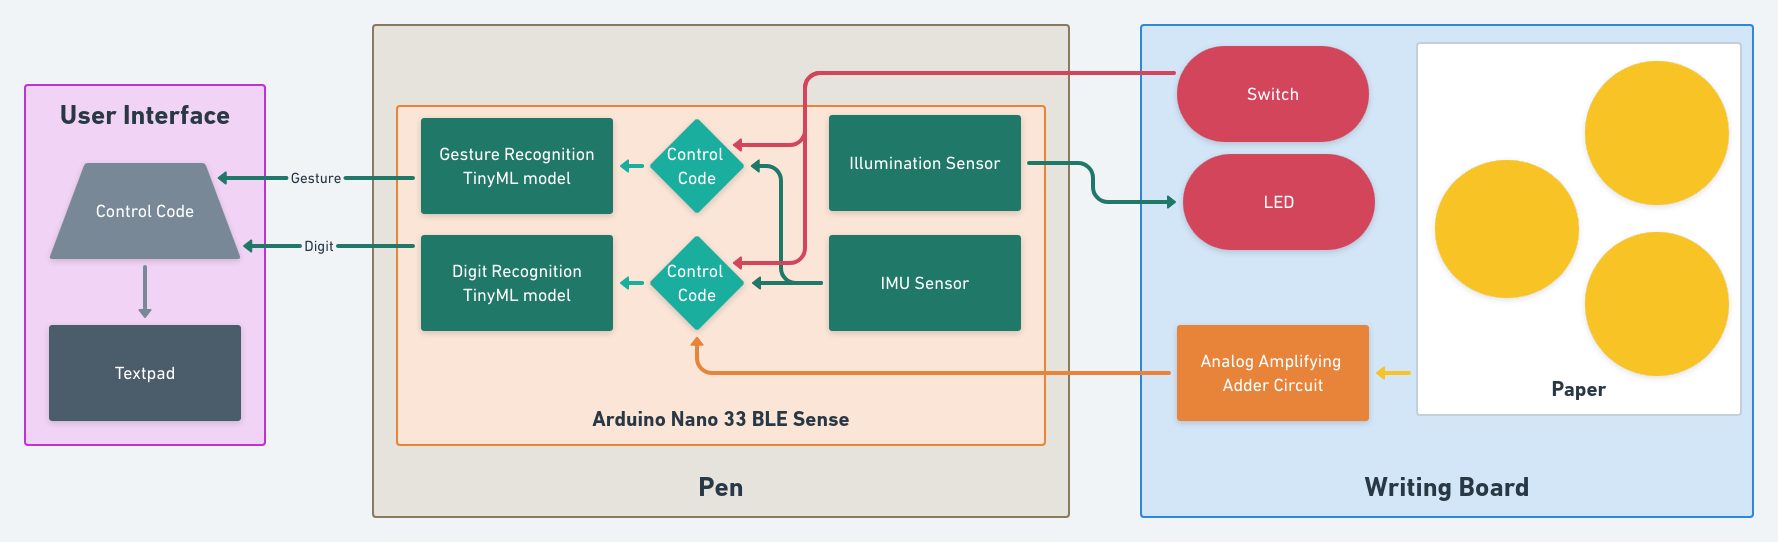 User Interface
Control Code
Textpad
Gesture
Digit
Gesture Recognition
TinyML model
Control
Code
Illumination Sensor
Digit Recognition
TinyML model
Control
Code
IMU Sensor
Arduino Nano 33 BLE Sense
Pen
Switch
LED
Analog Amplifying
Adder Circuit
Paper
Writing Board